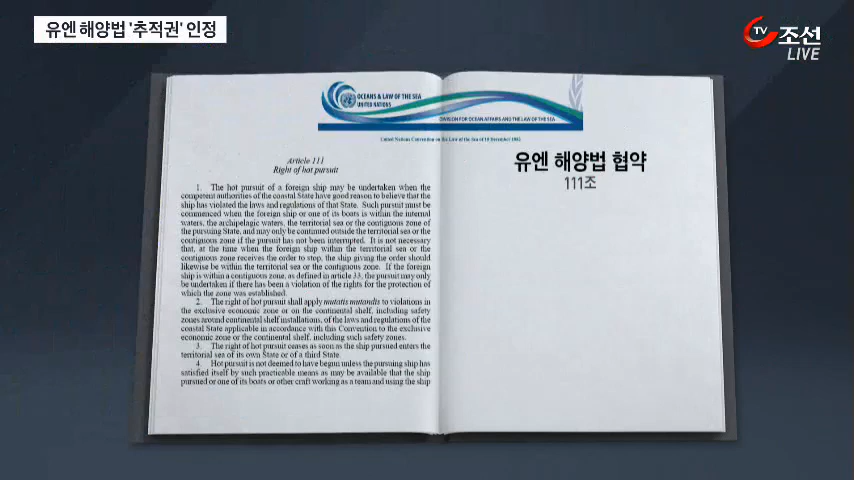 유엔 해양법 '추적권' 인정
TV조선
LIVE
OCEANS & LAW OF THE SEA
UNITED NATIONS
DIVISION FOR OCEAN AFFAIRS AND THE LAW OF THE SEA
United Nations Convention on the Law of the Sea of 10 December 1982
Article 111
Right of hot pursuit
1. The hot pursuit of a foreign ship may be undertaken when the
competent authorities of the coastal State have good reason to believe that the
ship has violated the laws and regulations of that State. Such pursuit must be
commenced when the foreign ship or one of its boats is within the internal
waters, the archipelagic waters, the territorial sea or the contiguous zone of
the pursuing State, and may only be continued outside the territorial sea or the
contiguous zone if the pursuit has not been interrupted. It is not necessary
that, at the time when the foreign ship within the territorial sea or the
contiguous zone receives the order to stop, the ship giving the order should
likewise be within the territorial sea or the contiguous zone. If the foreign
ship is within a contiguous zone, as defined in article 33, the pursuit may only
be undertaken if there has been a violation of the rights for the protection of
which the zone was established.
2. The right of hot pursuit shall apply mutatis mutandis to violations in
the exclusive economic zone or on the continental shelf, including safety
zones around continental shelf installations, of the laws and regulations of the
coastal State applicable in accordance with this Convention to the exclusive
economic zone or the continental shelf, including such safety zones.
3. The right of hot pursuit ceases as soon as the ship pursued enters the
territorial sea of its own State or of a third State.
4. Hot pursuit is not deemed to have begun unless the pursuing ship has
satisfied itself by such practicable means as may be available that the ship
pursued or one of its boats or other craft working as a team and using the ship
유엔 해양법 협약
111조